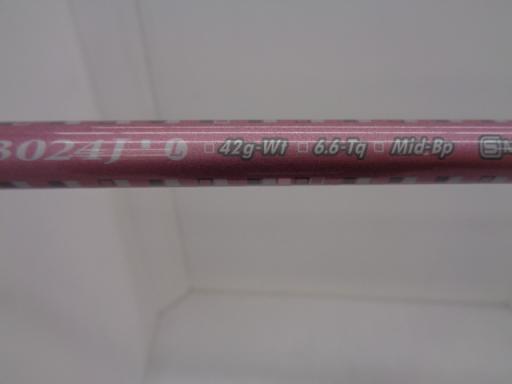 3024J • L □ 42g-Wt □ 6.6-Tq □ Mid-Bp